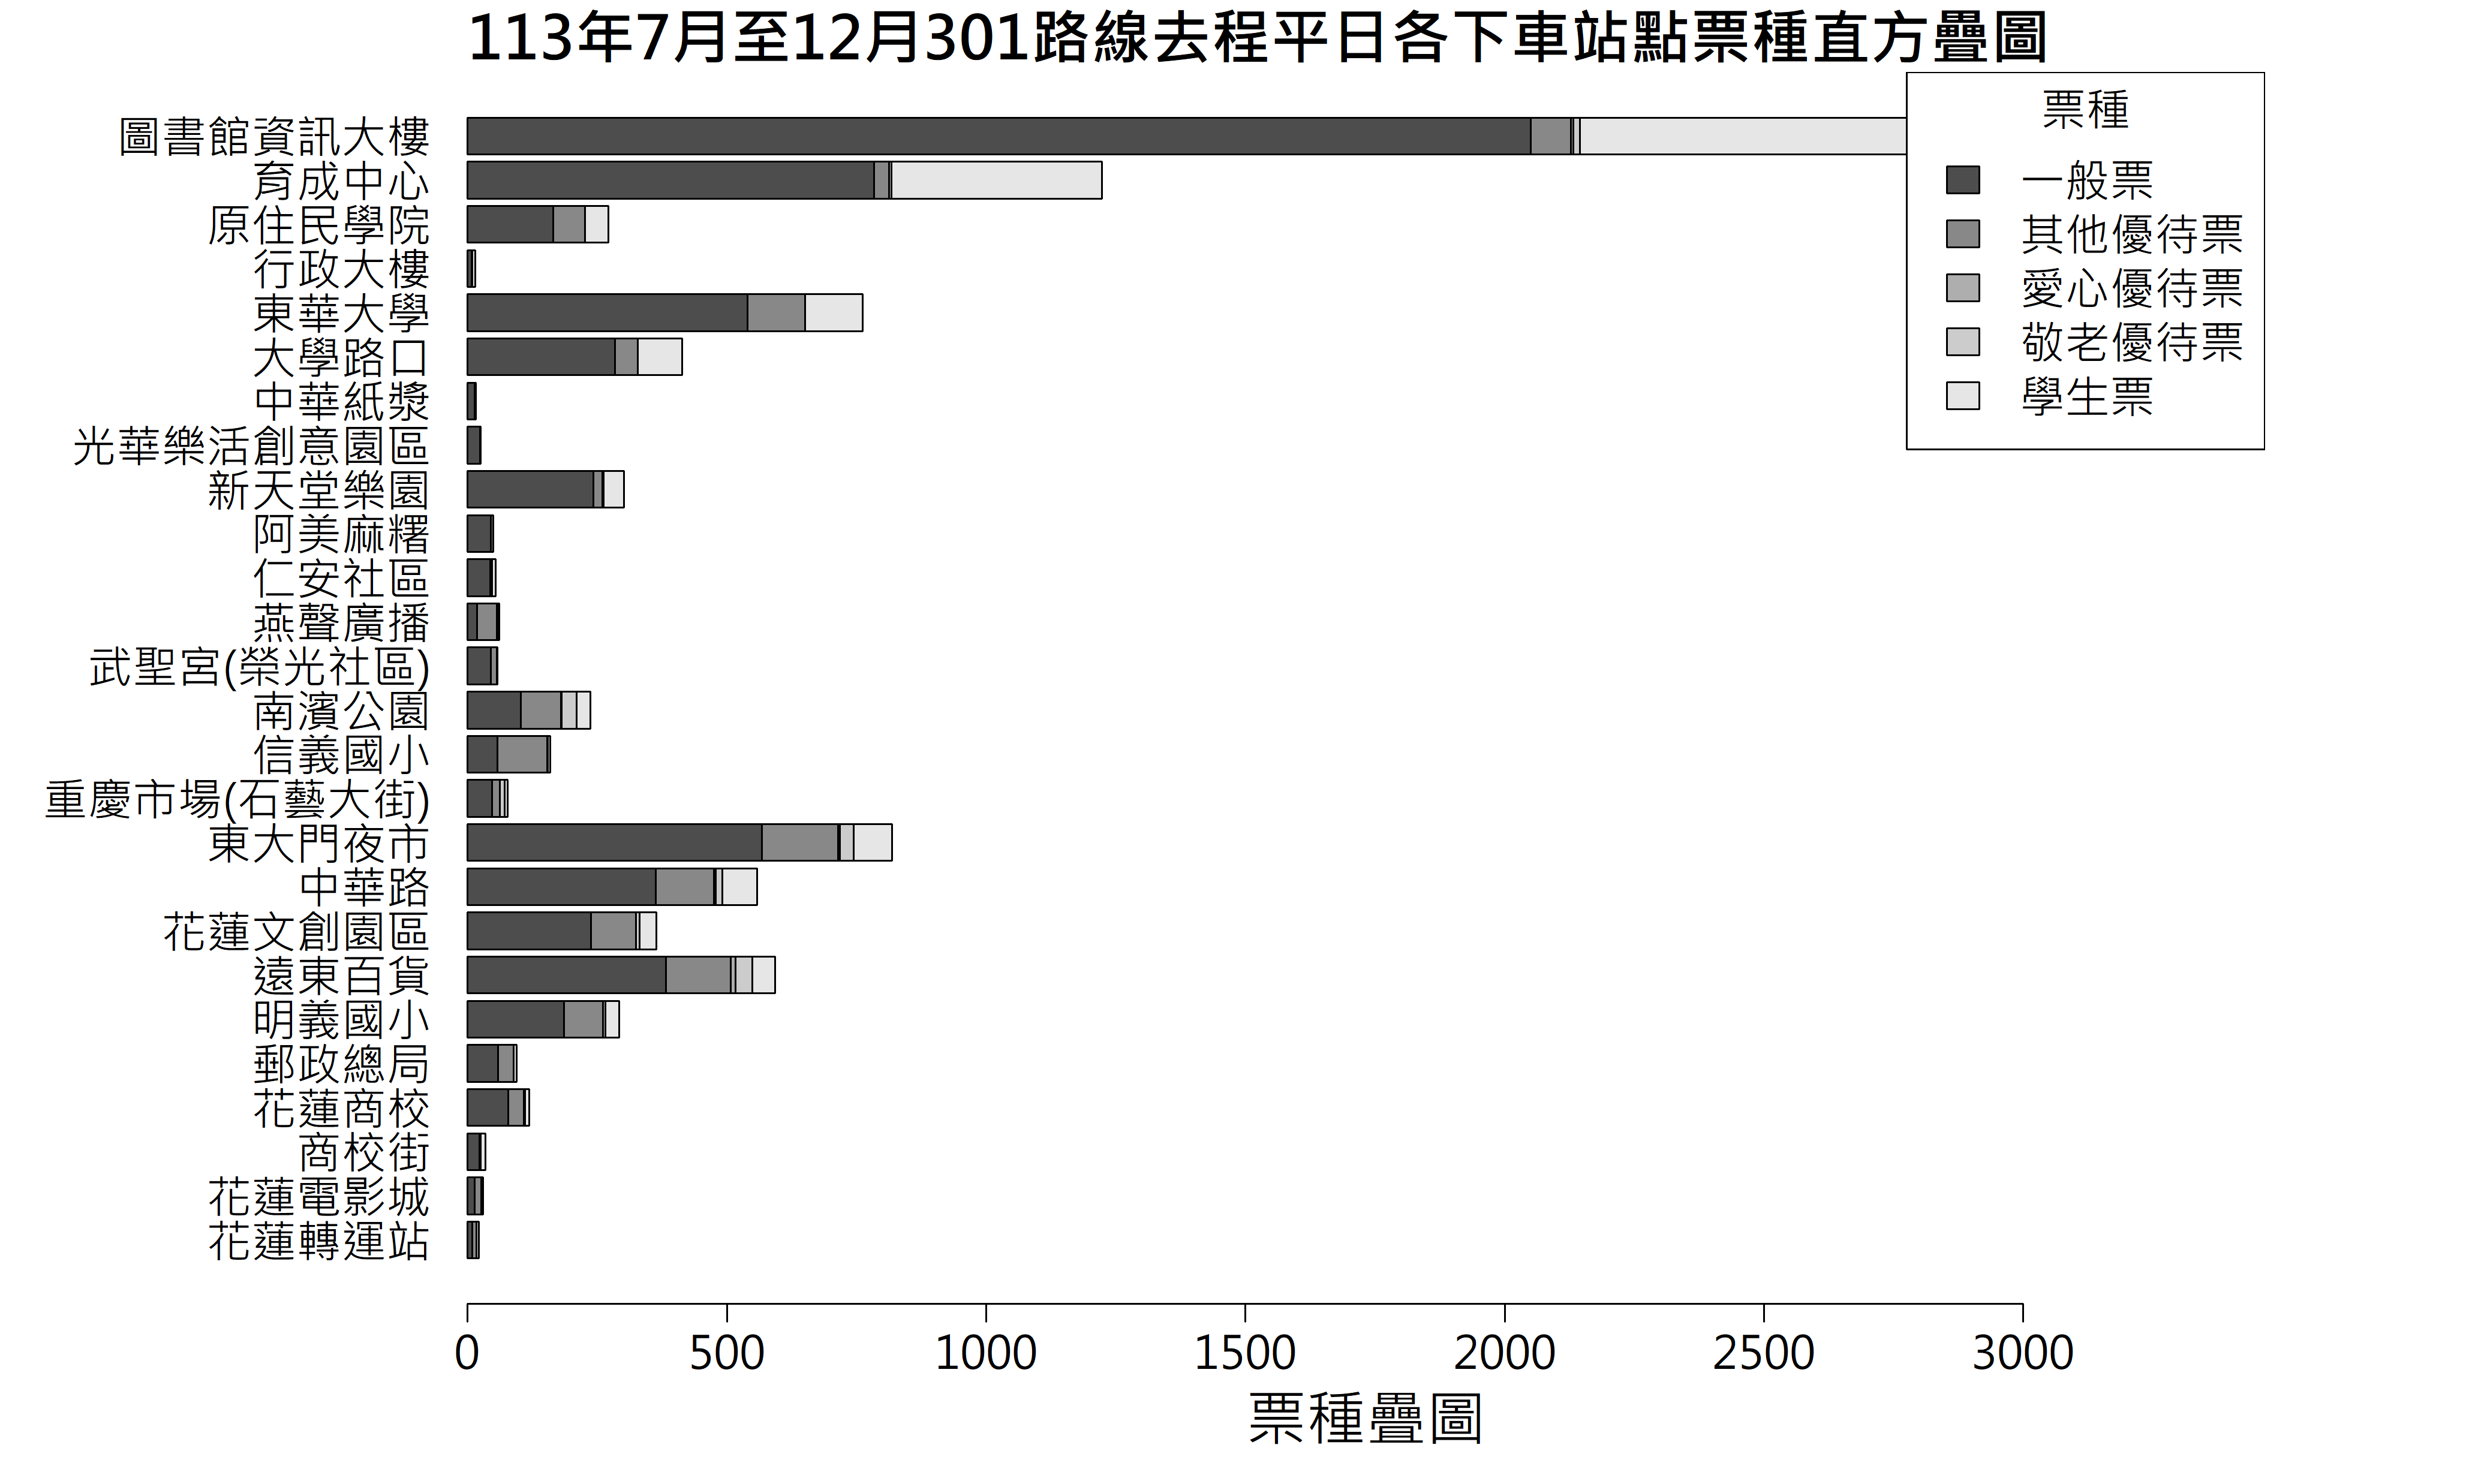 113年7月至12月301路線去程平日各下車站點票種直方疊圖
票種
一般票
其他優待票
愛心優待票
敬老優待票
學生票
圖書館資訊大樓
育成中心
原住民學院
行政大樓
東華大學
大學路口
中華紙漿
光華樂活創意園區
新天堂樂園
阿美麻糬
仁安社區
燕聲廣播
武聖宮(榮光社區)
南濱公園
信義國小
重慶市場(石藝大街)
東大門夜市
中華路
花蓮文創園區
遠東百貨
明義國小
郵政總局
花蓮商校
商校街
花蓮電影城
花蓮轉運站
0 500 1000 1500 2000 2500 3000
票種疊圖